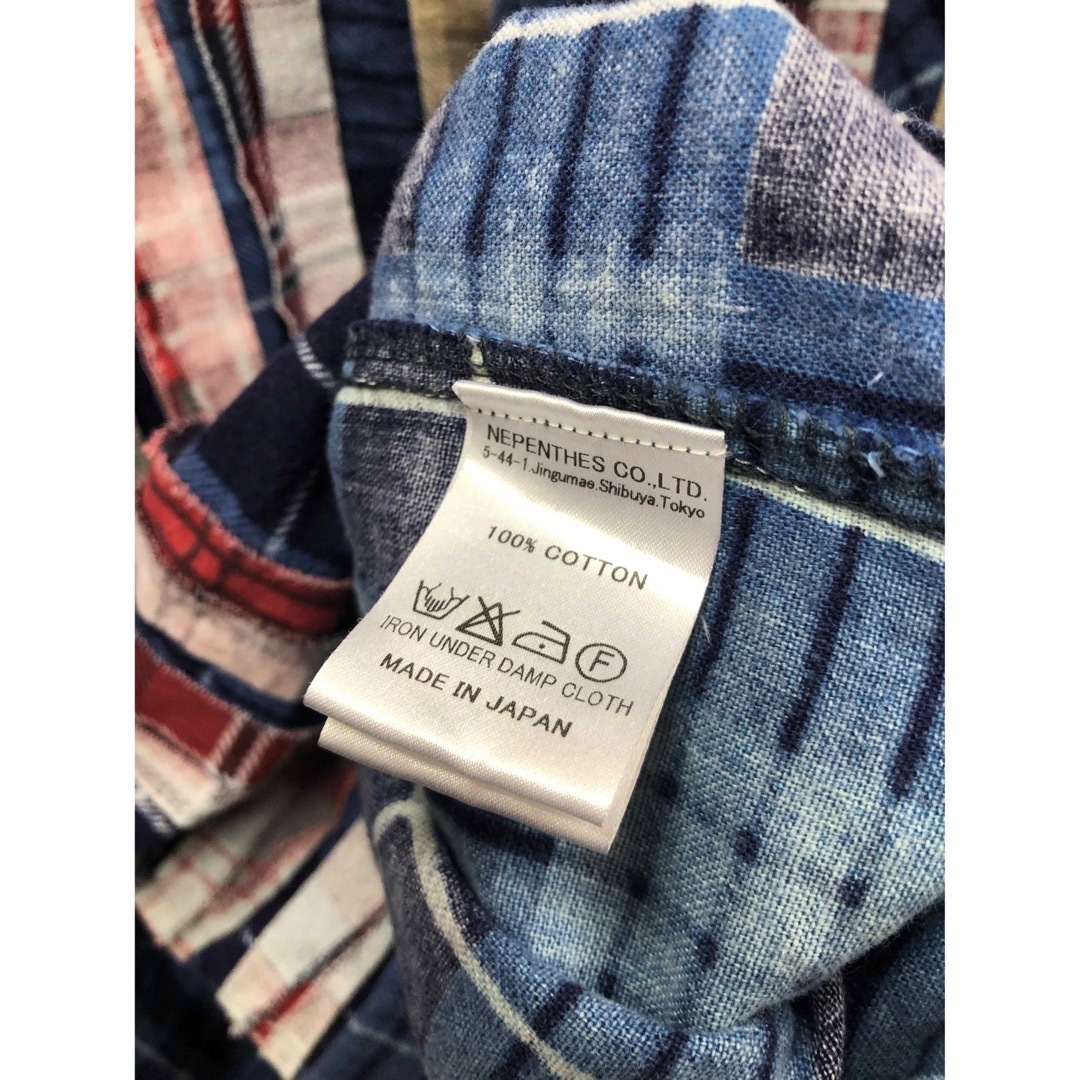 NEPENTHES CO.,LTD.
5-44-1.Jingumae.Shibuya.Tokyo
100% COTTON
F
IRON UNDER DAMP CLOTH
MADE IN JAPAN